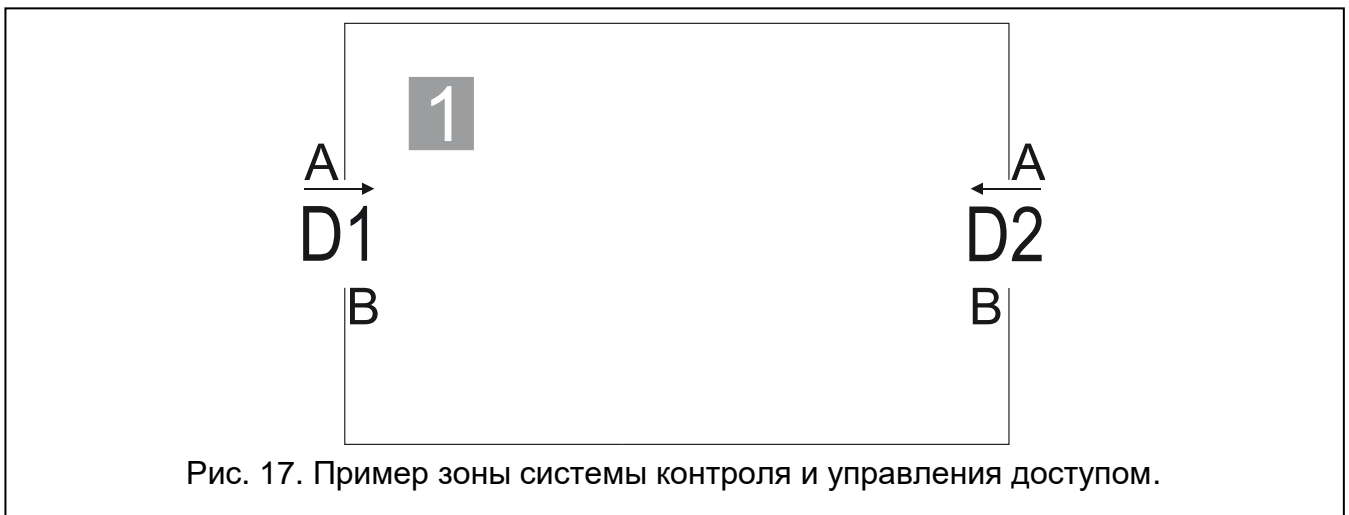 1
A
A
D1
D2
B
B
Рис. 17. Пример зоны системы контроля и управления доступом.